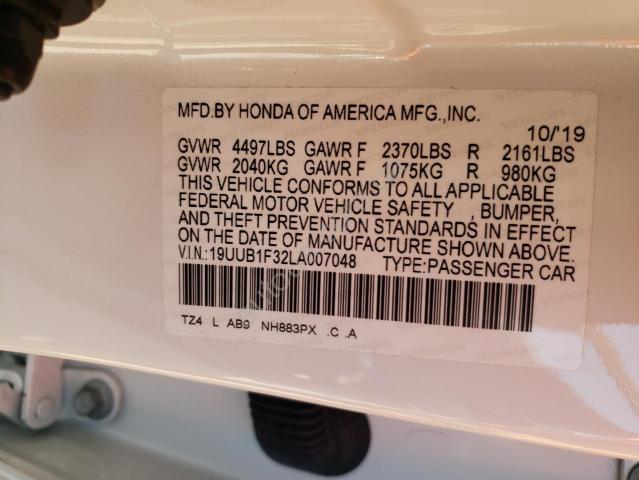 MFD.BY HONDA OF AMERICA MFG.,INC.
10/'19
GVWR 4497LBS GAWR F 2370LBS R 2161LBS
GVWR 2040KG GAWR F 1075KG R 980KG
THIS VEHICLE CONFORMS TO ALL APPLICABLE
FEDERAL MOTOR VEHICLE SAFETY , BUMPER,
AND THEFT PREVENTION STANDARDS IN EFFECT
ON THE DATE OF MANUFACTURE SHOWN ABOVE.
V.I.N.:19UUB1F32LA007048 TYPE:PASSENGER CAR
TZ4 L AB9 NH883PX .C .A